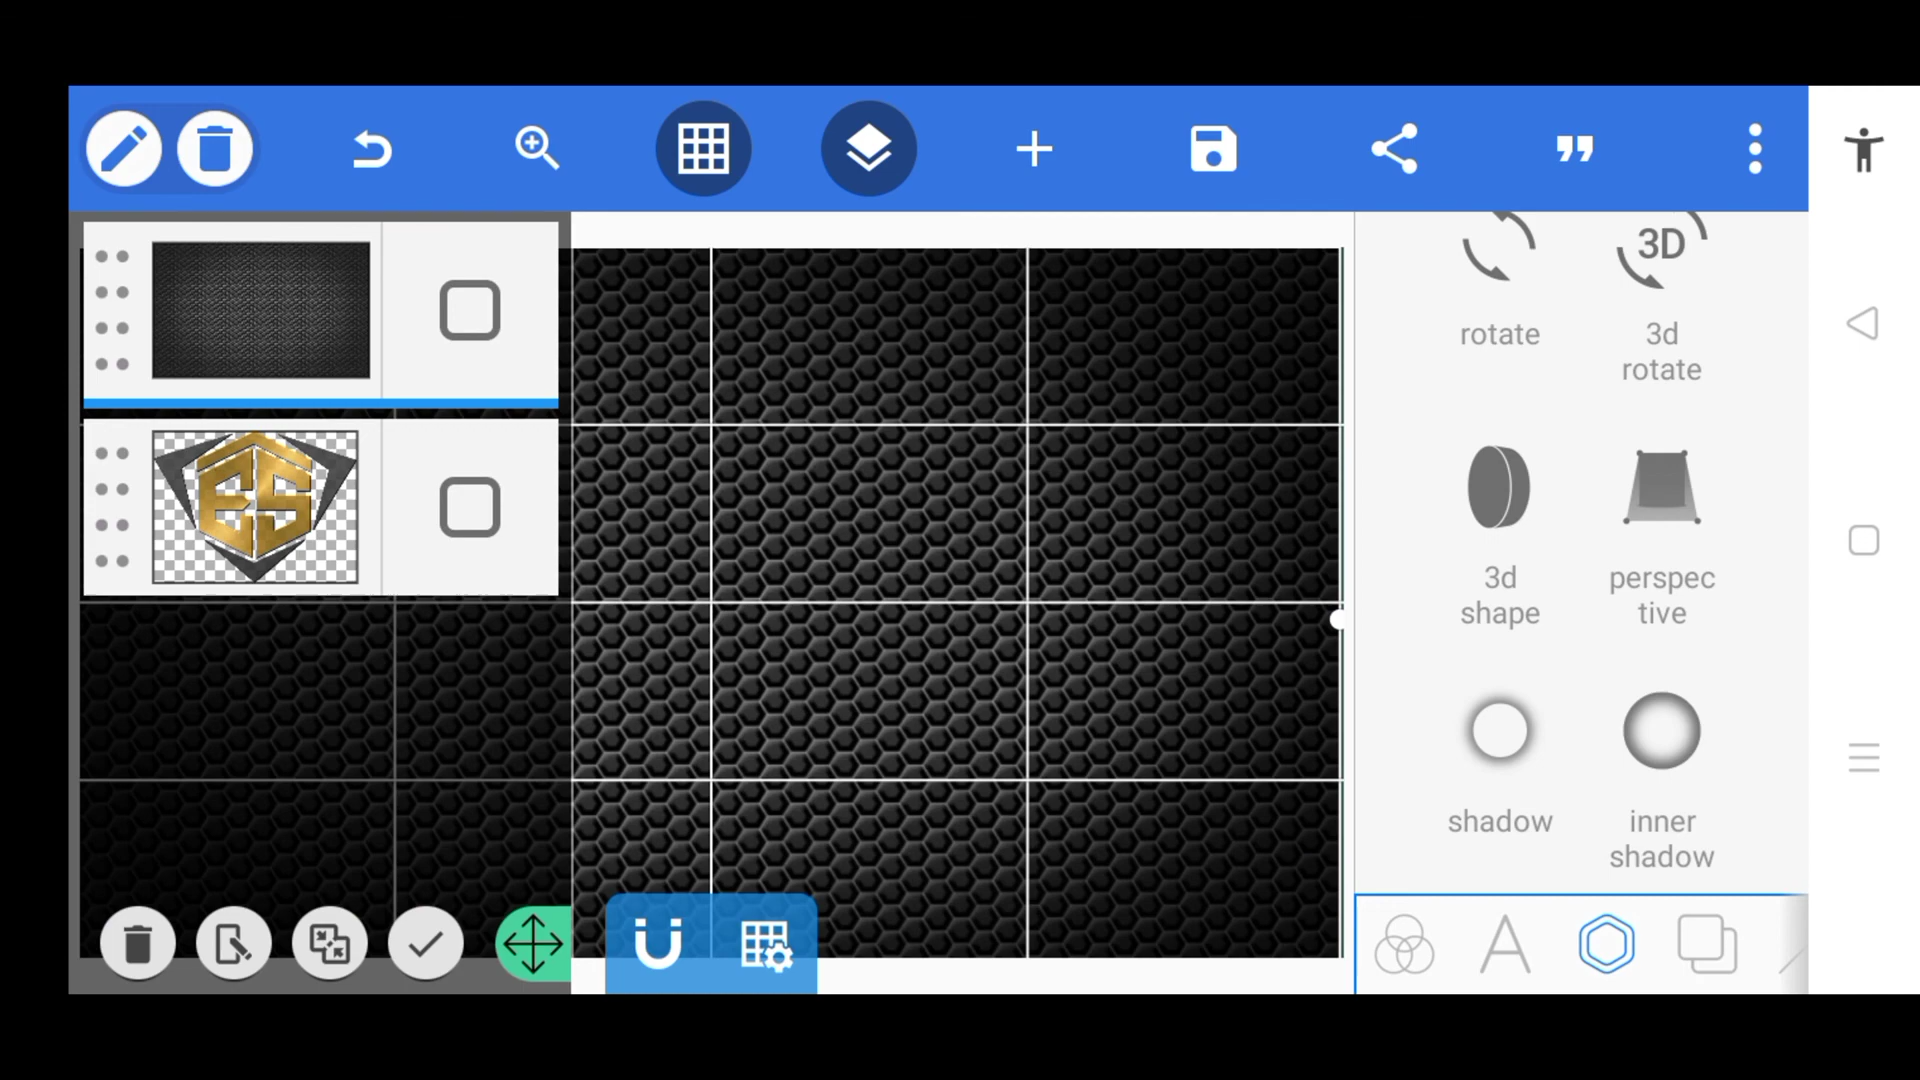 3D
rotate
3d
rotate
ES
3d
shape
perspec
tive
shadow
inner
shadow